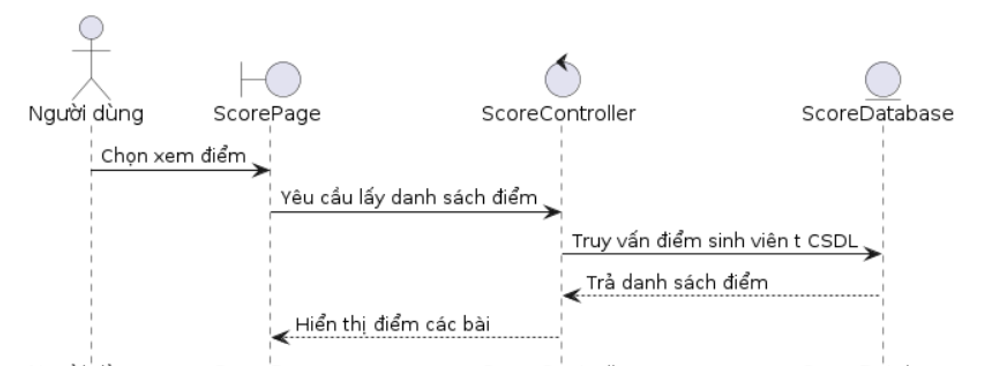 Người dùng
ScorePage
ScoreController
ScoreDatabase
Chọn xem điểm
Yêu cầu lấy danh sách điểm
Truy vấn điểm sinh viên t CSDL
Trả danh sách điểm
Hiển thị điểm các bài